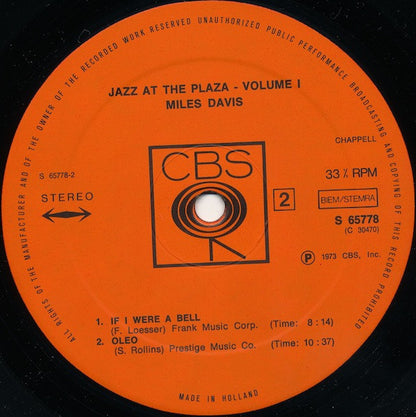 ALL RIGHTS OF THE MANUFACTURER AND OF THE OWNER OF THE RECORDED WORK RESERVED UNAUTHORIZED PUBLIC PERFORMANCE BROADCASTING AND COPYING OF THIS RECORD PROHIBITED
JAZZ AT THE PLAZA - VOLUME I
MILES DAVIS
CHAPPELL
S 65778-2
CBS
33⅓ RPM
STEREO
2
BIEM/STEMRA
S 65778
(C 30470)
P 1973 CBS, Inc.
1. IF I WERE A BELL
(F. Loesser) Frank Music Corp. (Time: 8:14)
2. OLEO
(S. Rollins) Prestige Music Co. (Time: 10:37)
MADE IN HOLLAND